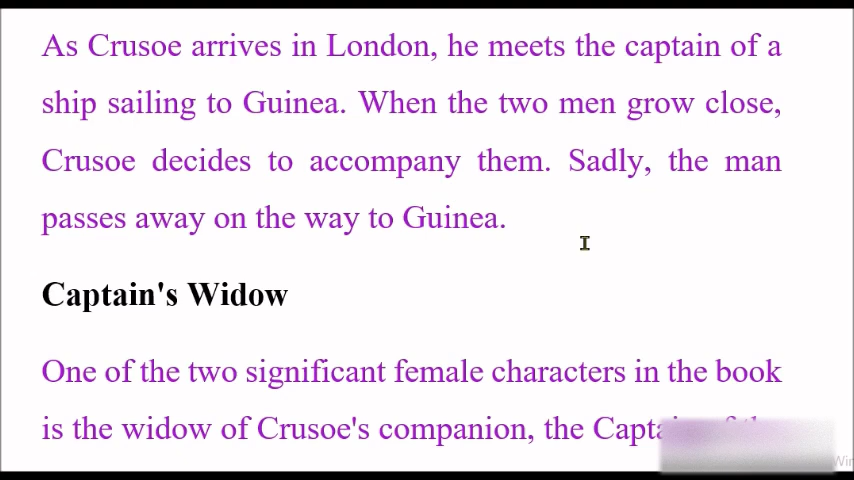 As Crusoe arrives in London, he meets the captain of a
ship sailing to Guinea. When the two men grow close,
Crusoe decides to accompany them. Sadly, the man
passes away on the way to Guinea.
Captain's Widow
One of the two significant female characters in the book
is the widow of Crusoe's companion, the